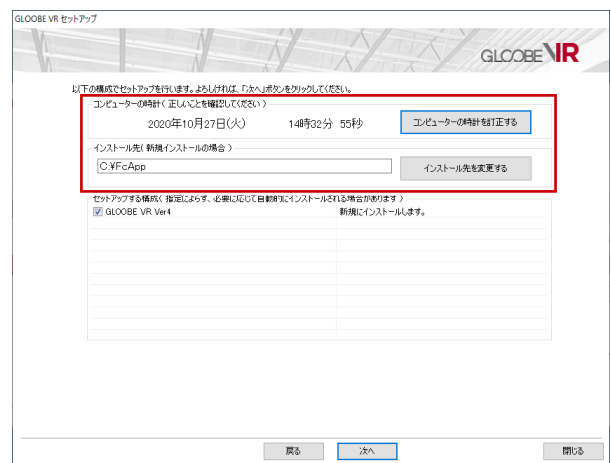 GLOOBE VR セットアップ
GLOOBE VR
以下の構成でセットアップを行います。よろしければ、「次へ」ボタンをクリックしてください。
コンピューターの時計( 正しいことを確認してください )
2020年10月27日(火) 14時32分 55秒 コンピューターの時計を訂正する
インストール先( 新規インストールの場合 )
C:¥FcApp インストール先を変更する
セットアップする構成( 指定によらず、必要に応じて自動的にインストールされる場合があります )
GLOOBE VR Ver4 新規にインストールします。
戻る 次へ 閉じる